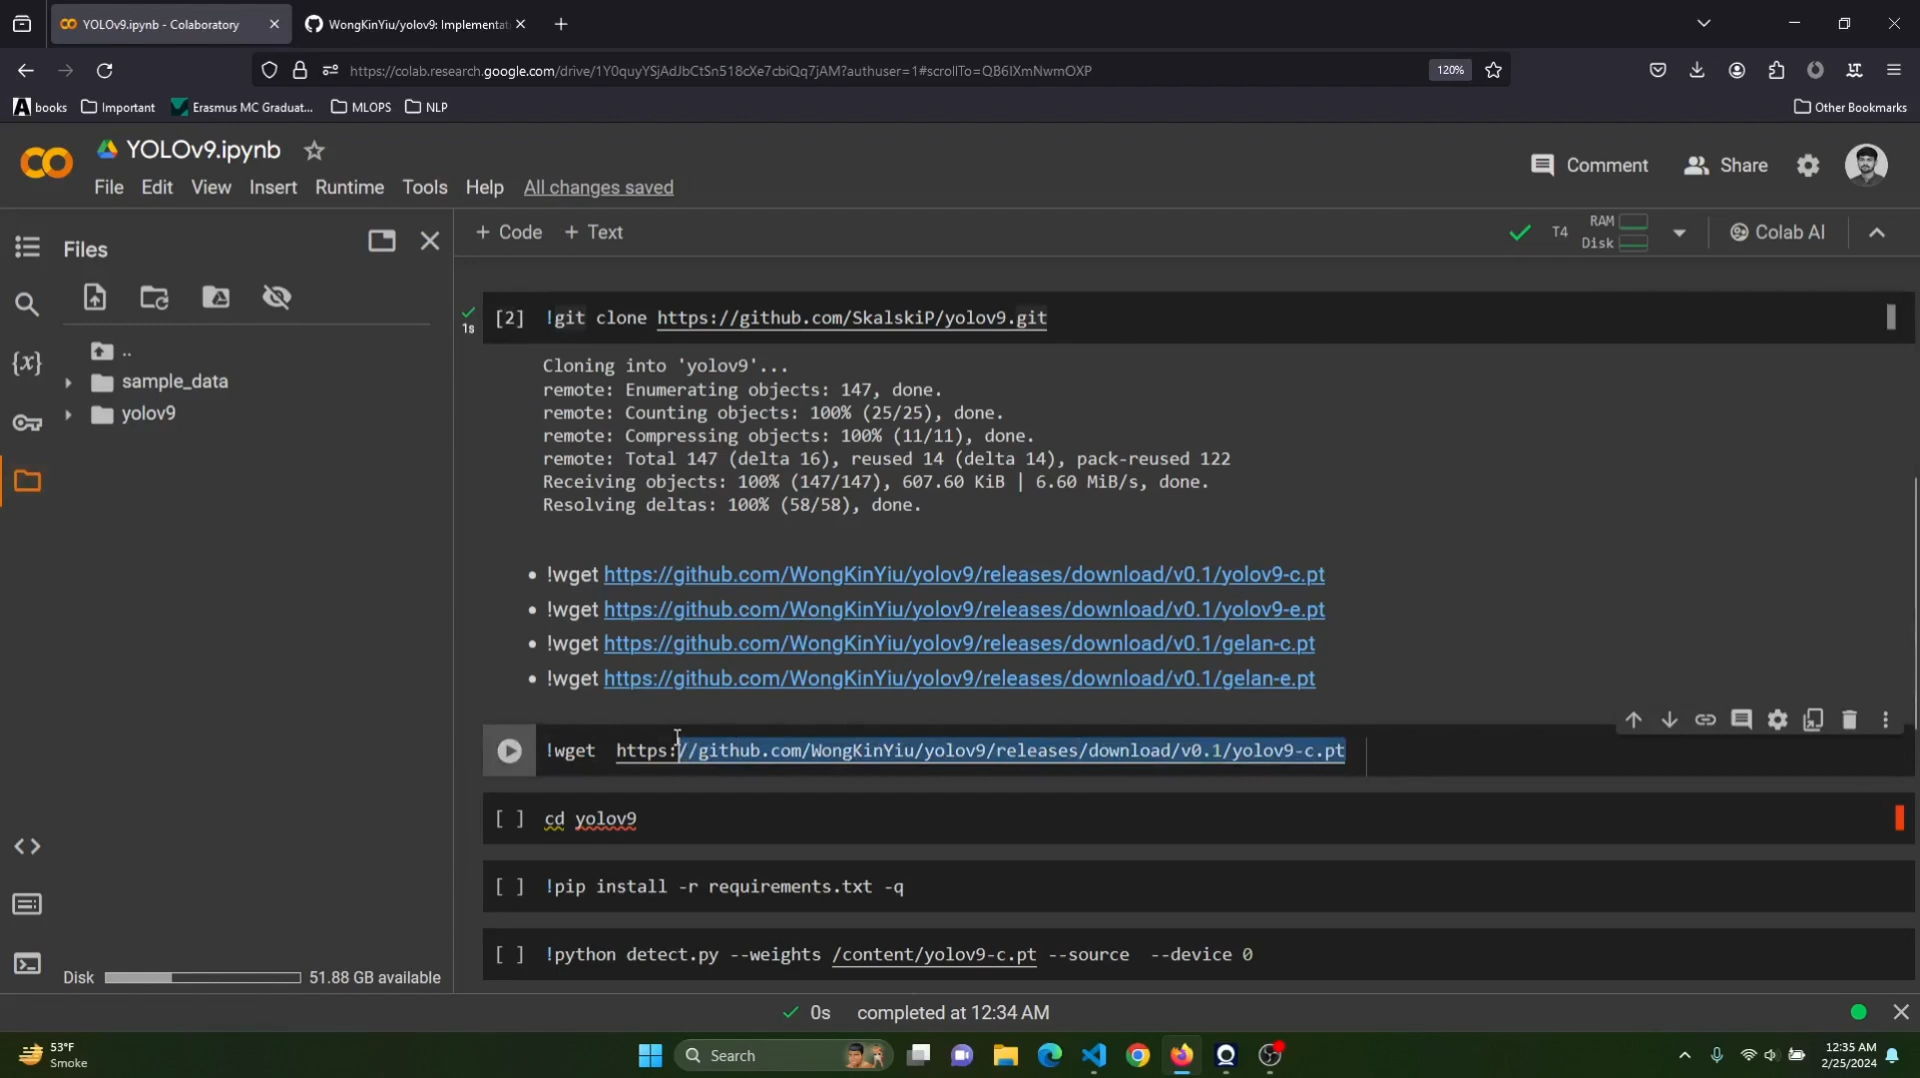 YOLOv9.ipynb - Colaboratory
WongKinYiu/yolov9: Implementat
https://colab.research.google.com/drive/1Y0quyYSjAdJbCtSn518cXe7cbiQq7jAM?authuser=1#scrollTo=QB6IXmNwmOXP
120%
books
Important
Erasmus MC Graduat...
MLOPS
NLP
Other Bookmarks
YOLOv9.ipynb
Comment
Share
File Edit View Insert Runtime Tools Help All changes saved
Files
+ Code + Text
T4
RAM
Disk
Colab AI
..
sample_data
yolov9
1s
[2] !git clone https://github.com/SkalskiP/yolov9.git
Cloning into 'yolov9'...
remote: Enumerating objects: 147, done.
remote: Counting objects: 100% (25/25), done.
remote: Compressing objects: 100% (11/11), done.
remote: Total 147 (delta 16), reused 14 (delta 14), pack-reused 122
Receiving objects: 100% (147/147), 607.60 KiB | 6.60 MiB/s, done.
Resolving deltas: 100% (58/58), done.
• !wget https://github.com/WongKinYiu/yolov9/releases/download/v0.1/yolov9-c.pt
• !wget https://github.com/WongKinYiu/yolov9/releases/download/v0.1/yolov9-e.pt
• !wget https://github.com/WongKinYiu/yolov9/releases/download/v0.1/gelan-c.pt
• !wget https://github.com/WongKinYiu/yolov9/releases/download/v0.1/gelan-e.pt
!wget https://github.com/WongKinYiu/yolov9/releases/download/v0.1/yolov9-c.pt
[ ] cd yolov9
[ ] !pip install -r requirements.txt -q
[ ] !python detect.py --weights /content/yolov9-c.pt --source --device 0
Disk
51.88 GB available
0s completed at 12:34 AM
53°F
Smoke
Search
12:35 AM
2/25/2024